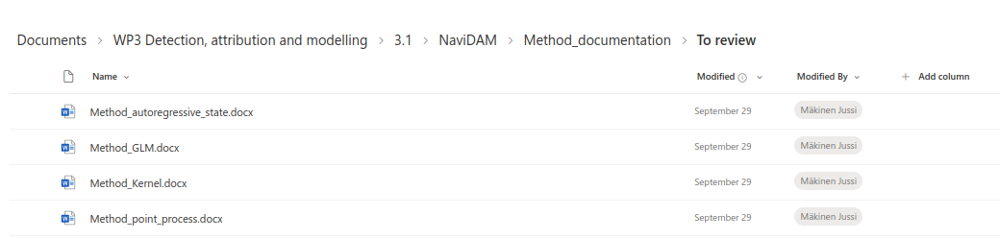 Documents > WP3 Detection, attribution and modelling > 3.1 > NaviDAM > Method_documentation > To review
Name Modified Modified By + Add column
Method_autoregressive_state.docx September 29 Mäkinen Jussi
Method_GLM.docx September 29 Mäkinen Jussi
Method_Kernel.docx September 29 Mäkinen Jussi
Method_point_process.docx September 29 Mäkinen Jussi